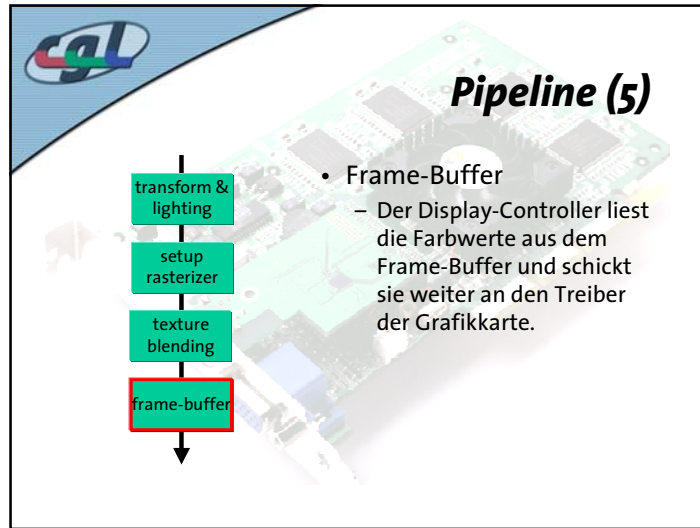 cgl
Pipeline (5)
transform &
lighting
setup
rasterizer
texture
blending
frame-buffer
• Frame-Buffer
– Der Display-Controller liest
die Farbwerte aus dem
Frame-Buffer und schickt
sie weiter an den Treiber
der Grafikkarte.